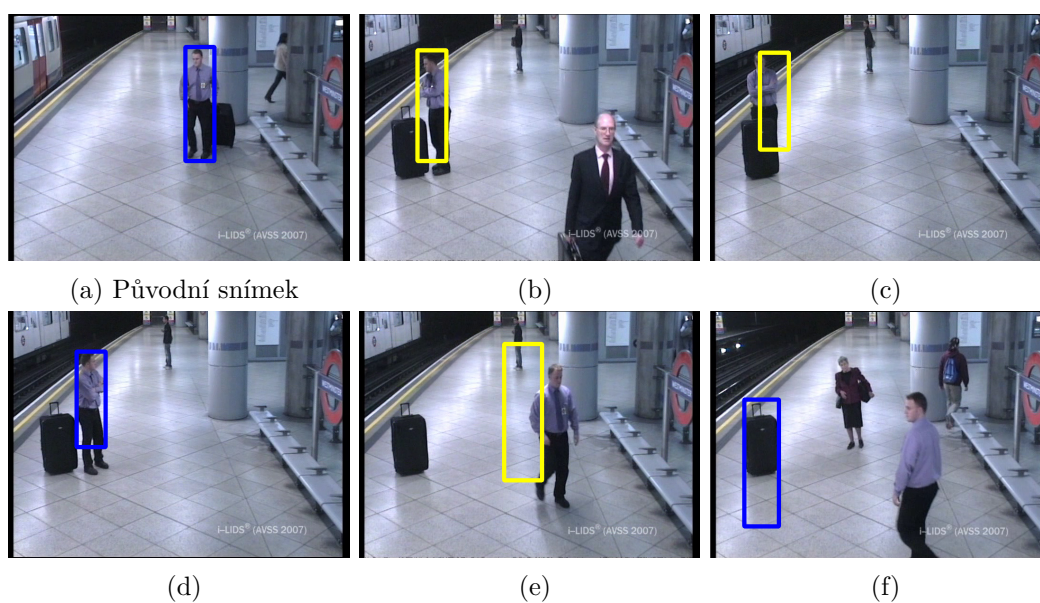 i-LIDS® (AVSS 2007)
i-LIDS® (AVSS 2007)
i-LIDS® (AVSS 2007)
(a) Původní snímek
(b)
(c)
i-LIDS® (AVSS 2007)
i-LIDS® (AVSS 2007)
i-LIDS® (AVSS 2007)
(d)
(e)
(f)